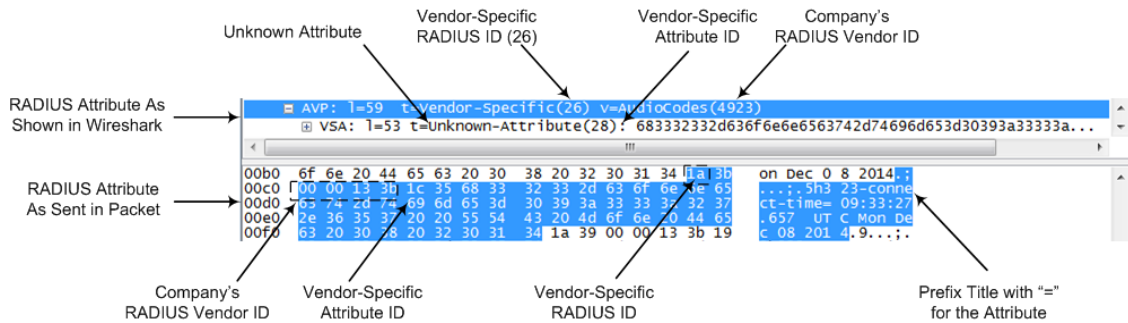 Vendor-Specific
RADIUS ID (26)
Vendor-Specific
Attribute ID
Company's
RADIUS Vendor ID
Unknown Attribute
RADIUS Attribute As
Shown in Wireshark
AVP: l=59 t=Vendor-Specific(26) v=AudioCodes(4923)
VSA: l=53 t=Unknown-Attribute(28): 683332332d636f6e6e6563742d74696d653d30393a33333a...
RADIUS Attribute
As Sent in Packet
00b0 6f 6e 20 44 65 63 20 30 38 20 32 30 31 34 1a 3b on Dec 0 8 2014.;
00c0 00 00 13 3b 1c 35 68 33 32 33 2d 63 6f 6e 6e 65 ...;.5h3 23-conne
00d0 63 74 2d 74 69 6d 65 3d 30 39 3a 33 33 3a 32 37 ct-time= 09:33:27
00e0 2e 36 35 37 20 20 55 54 43 20 4d 6f 6e 20 44 65 .657 UT C Mon De
00f0 63 20 30 38 20 32 30 31 34 1a 39 00 00 13 3b 19 c 08 201 4.9...;.
Company's
RADIUS Vendor ID
Vendor-Specific
Attribute ID
Vendor-Specific
RADIUS ID
Prefix Title with "="
for the Attribute